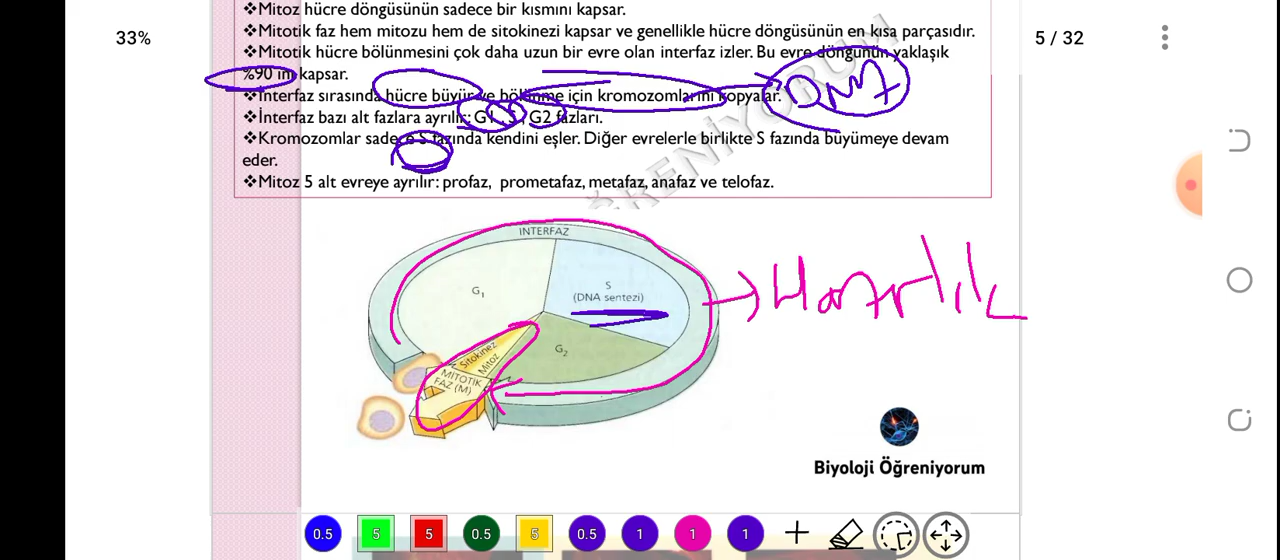 ❖Mitoz hücre döngüsünün sadece bir kısmını kapsar.
33%
❖Mitotik faz hem mitozu hem de sitokinezi kapsar ve genellikle hücre döngüsünün en kısa parçasıdır.
5 / 32
❖Mitotik hücre bölünmesini çok daha uzun bir evre olan interfaz izler. Bu evre döngünün yaklaşık
%90 ını kapsar.
❖İnterfaz sırasında hücre büyür ve bölünme için kromozomlarını kopyalar.
DNA
❖İnterfaz bazı alt fazlara ayrılır: G1, S, G2 fazları.
❖Kromozomlar sadece S fazında kendini eşler. Diğer evrelerle birlikte S fazında büyümeye devam
eder.
❖Mitoz 5 alt evreye ayrılır: profaz, prometafaz, metafaz, anafaz ve telofaz.
ÖĞRENİYORUM
INTERFAZ
G1
S
(DNA sentezi)
Hazırlık
G2
Sitokinez
Mitoz
MİTOTİK
FAZ (M)
Biyoloji Öğreniyorum
0.5 5 5 0.5 5 0.5 1 1 1